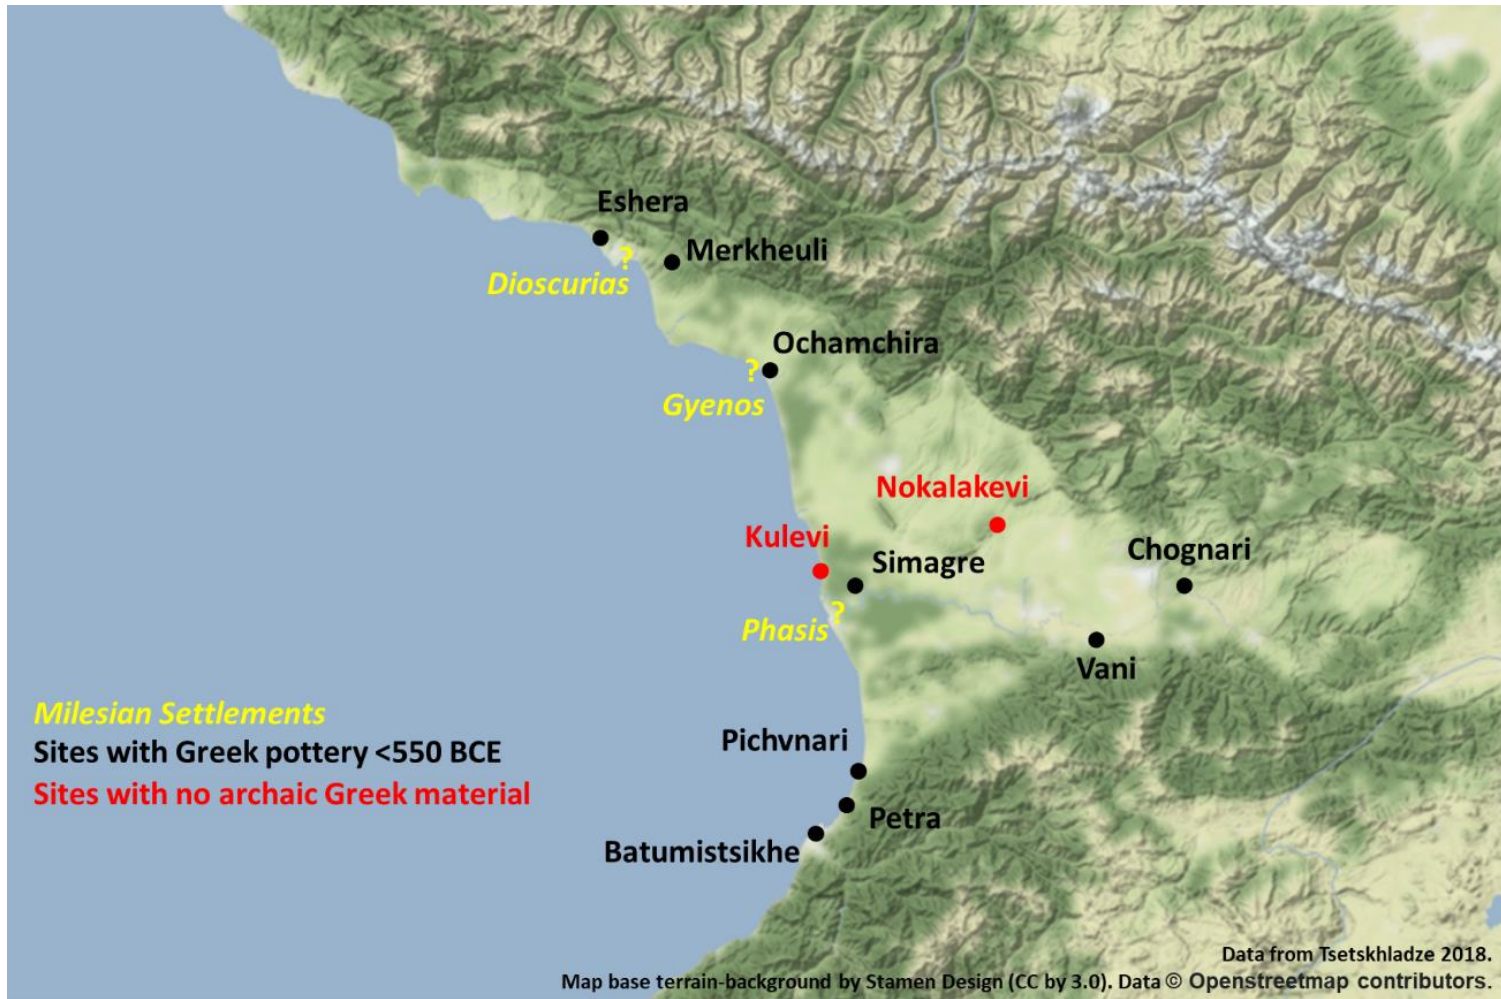 Eshera
Merkheuli
?
Dioscurias
Ochamchira
?
Gyenos
Nokalakevi
Kulevi
Simagre
Chognari
?
Phasis
Vani
Milesian Settlements
Sites with Greek pottery <550 BCE
Sites with no archaic Greek material
Pichvnari
Petra
Batumistsikhe
Data from Tsetskhladze 2018.
Map base terrain-background by Stamen Design (CC by 3.0). Data © Openstreetmap contributors.